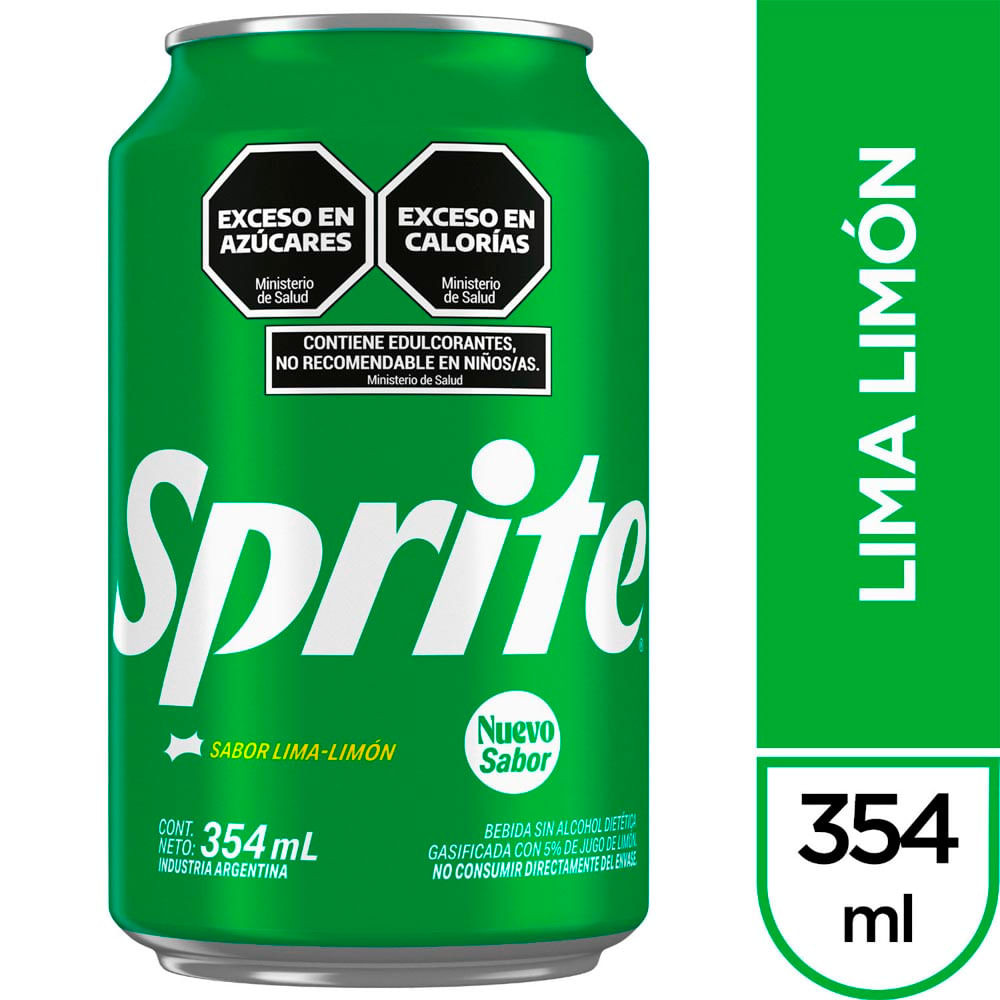 EXCESO EN
AZÚCARES
Ministerio
de Salud
EXCESO EN
CALORÍAS
Ministerio
de Salud
CONTIENE EDULCORANTES,
NO RECOMENDABLE EN NIÑOS/AS.
Ministerio de Salud
Sprite®
SABOR LIMA-LIMÓN
Nuevo
Sabor
CONT.
NETO: 354 mL
INDUSTRIA ARGENTINA
BEBIDA SIN ALCOHOL DIETÉTICA
GASIFICADA CON 5% DE JUGO DE LIMÓN.
NO CONSUMIR DIRECTAMENTE DEL ENVASE.
LIMA LIMÓN
354
ml